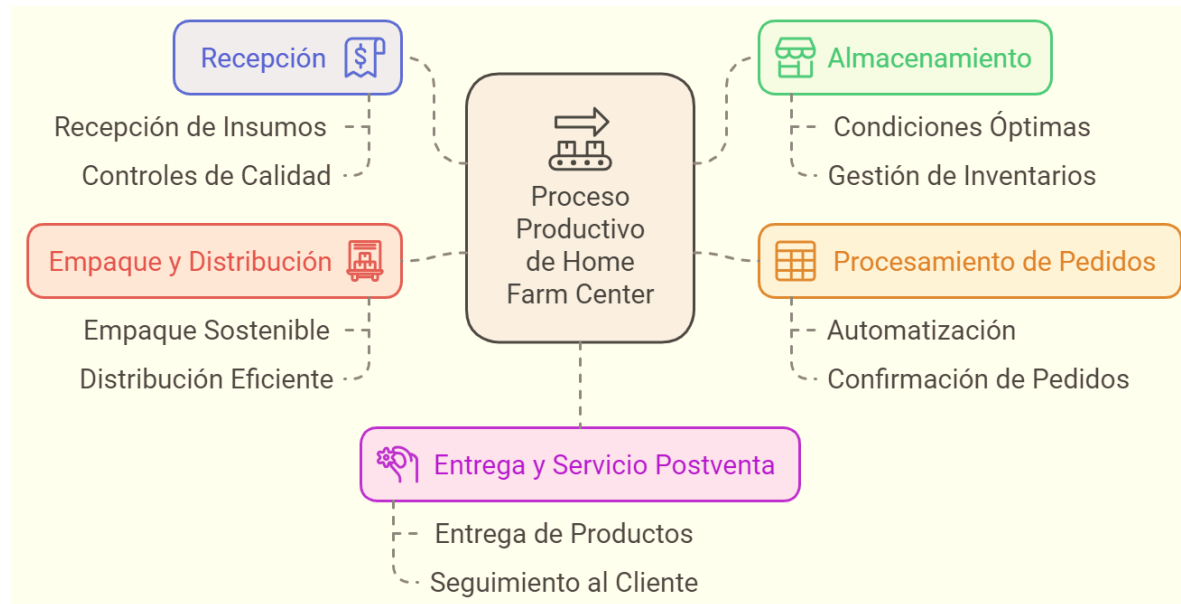 Recepción
Recepción de Insumos
Controles de Calidad
Almacenamiento
Condiciones Óptimas
Gestión de Inventarios
Proceso
Productivo
de Home
Farm Center
Empaque y Distribución
Empaque Sostenible
Distribución Eficiente
Procesamiento de Pedidos
Automatización
Confirmación de Pedidos
Entrega y Servicio Postventa
Entrega de Productos
Seguimiento al Cliente